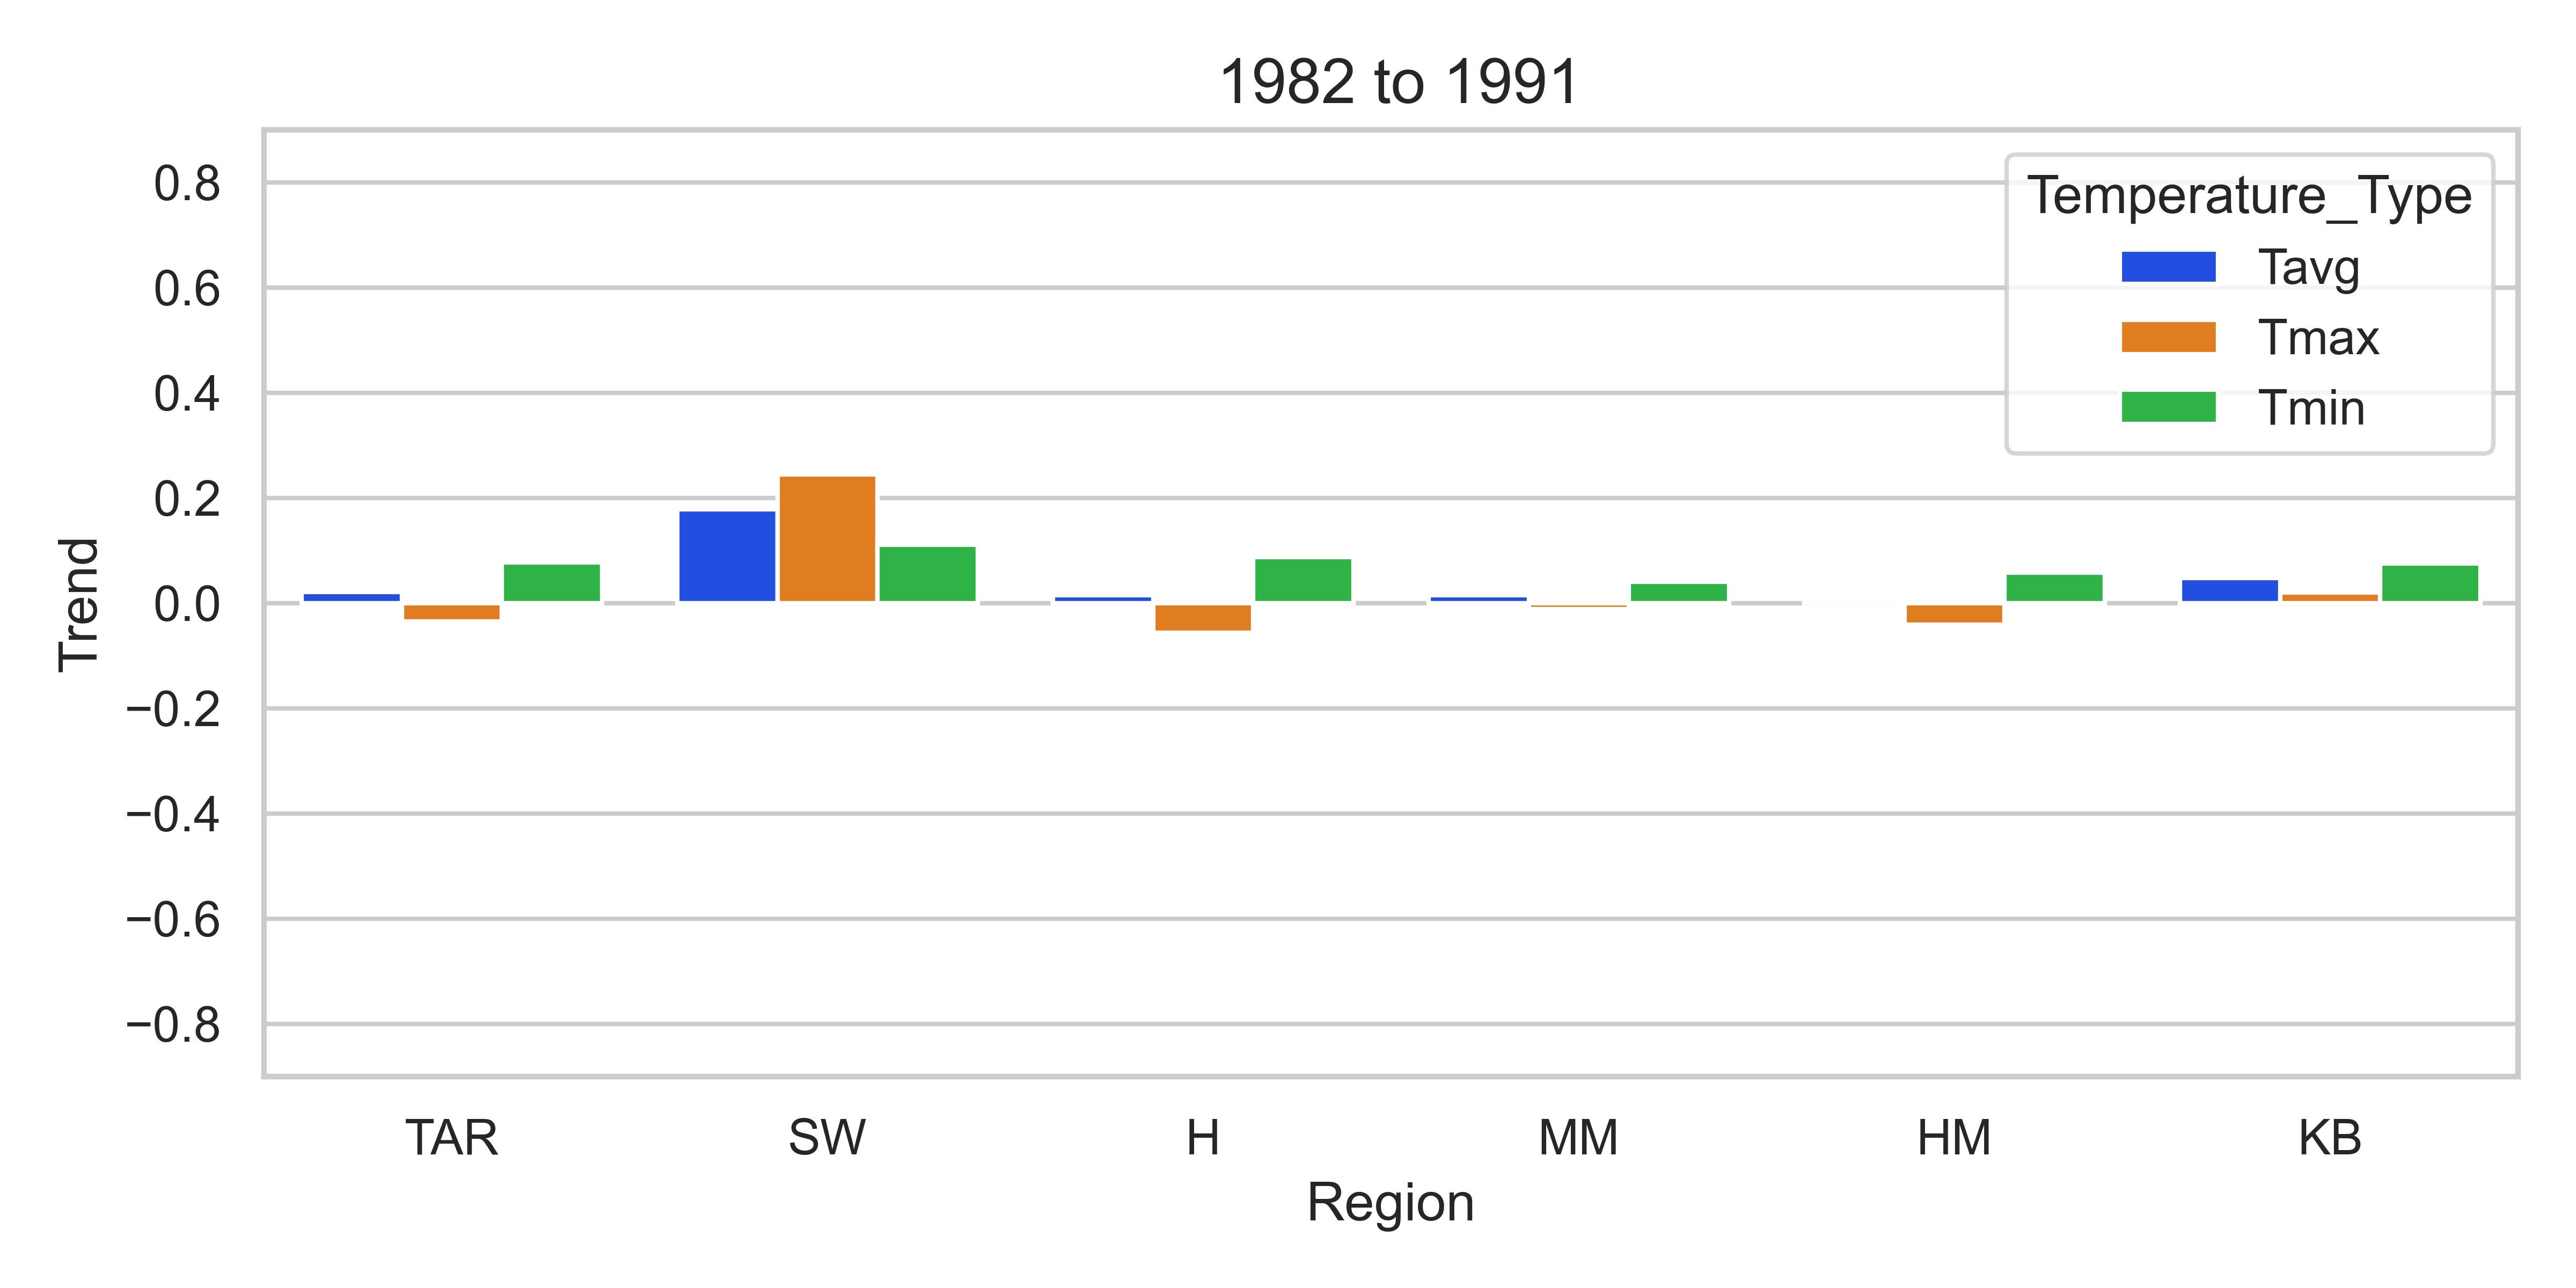 1982 to 1991
Temperature_Type
Tavg
Tmax
Tmin
Trend
0.8
0.6
0.4
0.2
0.0
−0.2
−0.4
−0.6
−0.8
TAR SW H MM HM KB
Region